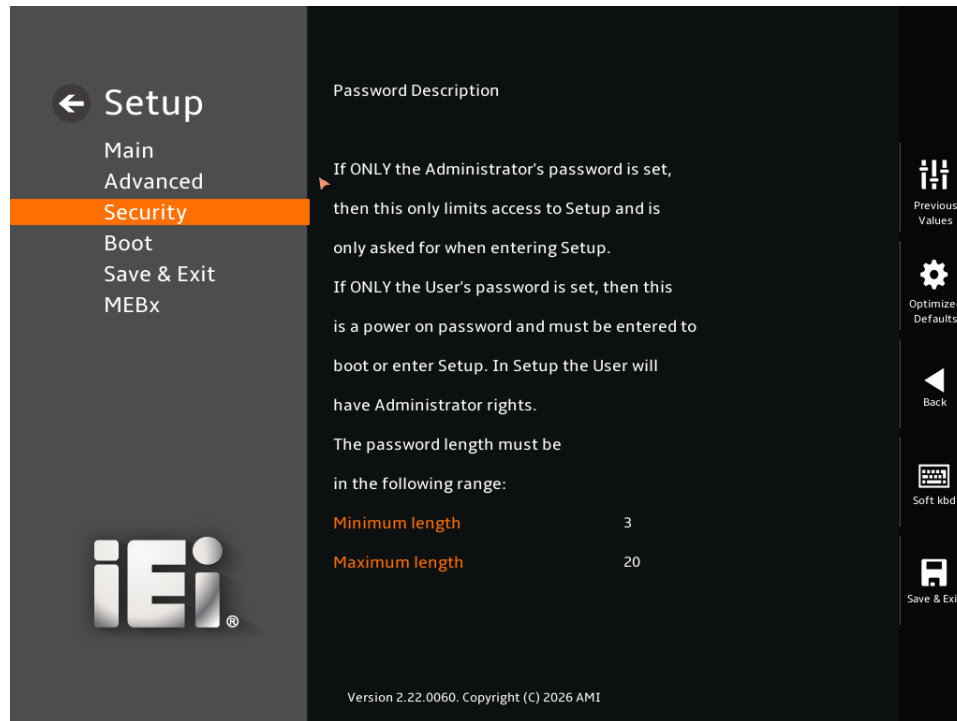 Setup
Main
Advanced
Security
Boot
Save & Exit
MEBx
iEi®
Password Description
If ONLY the Administrator's password is set,
then this only limits access to Setup and is
only asked for when entering Setup.
If ONLY the User's password is set, then this
is a power on password and must be entered to
boot or enter Setup. In Setup the User will
have Administrator rights.
The password length must be
in the following range:
Minimum length 3
Maximum length 20
Version 2.22.0060. Copyright (C) 2026 AMI
Previous
Values
Optimize
Defaults
Back
Soft kbd
Save & Exi